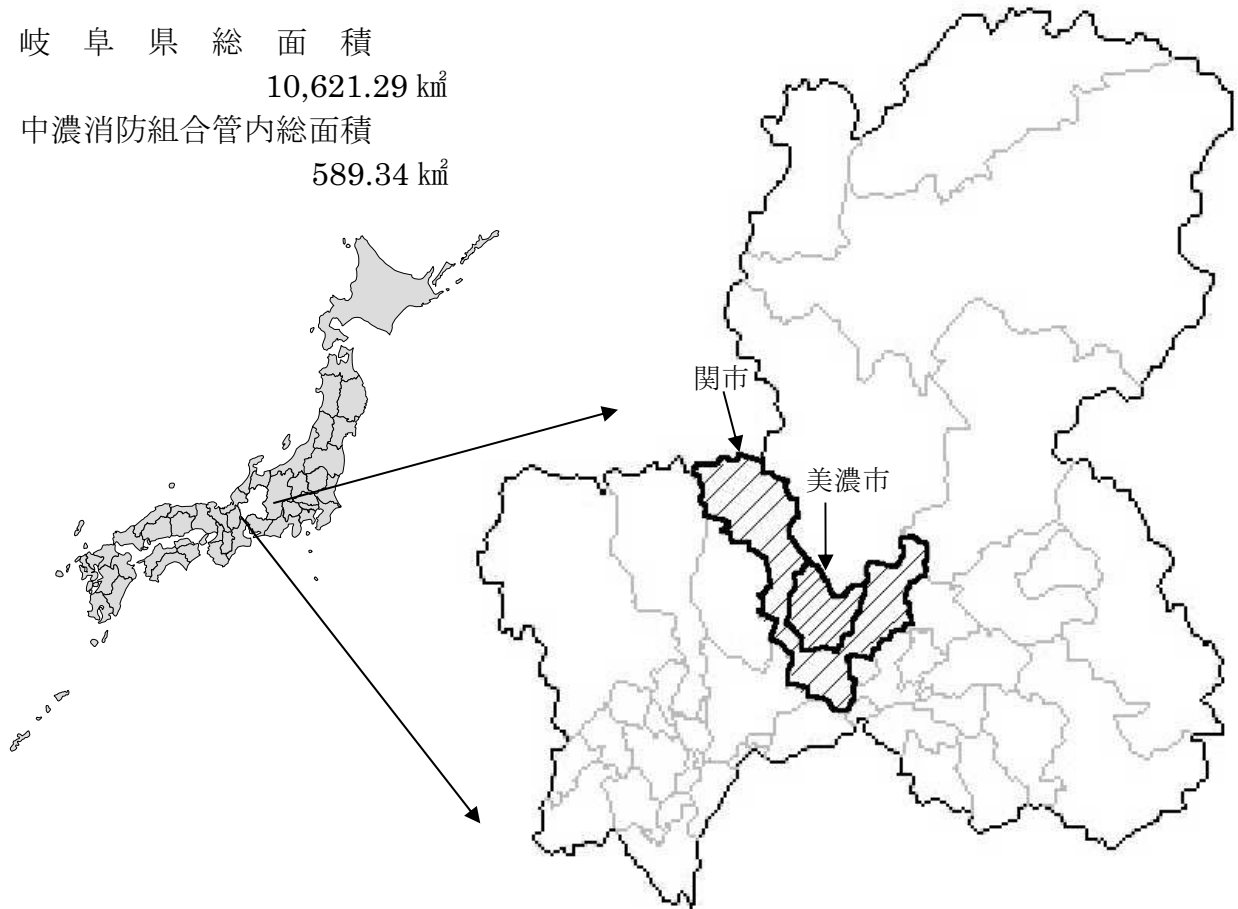 岐阜県総面積
10,621.29 ㎢
中濃消防組合管内総面積
589.34 ㎢
関市
美濃市